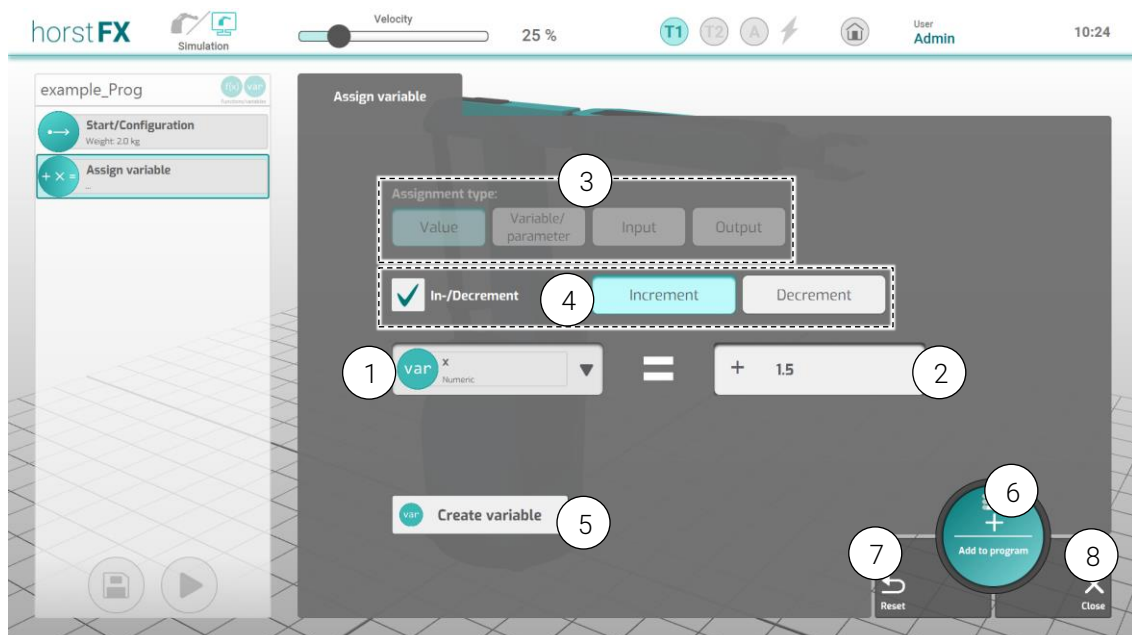 horstFX
Simulation
Velocity
25 %
T1
T2
A
User
Admin
10:24
example_Prog
f(x)
var
Functions/variables
Start/Configuration
Weight: 2.0 kg
+ × =
Assign variable
–
Assign variable
3
Assignment type:
Value
Variable/
parameter
Input
Output
In-/Decrement
4
Increment
Decrement
1
var
x
Numeric
=
+
1.5
2
var
Create variable
5
6
+
Add to program
7
Reset
8
Close